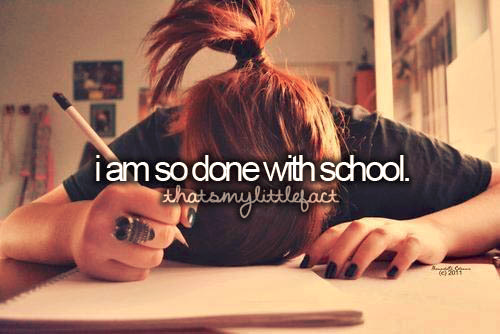 i am so done with school.
thatsmylittlefact
(c) 2011